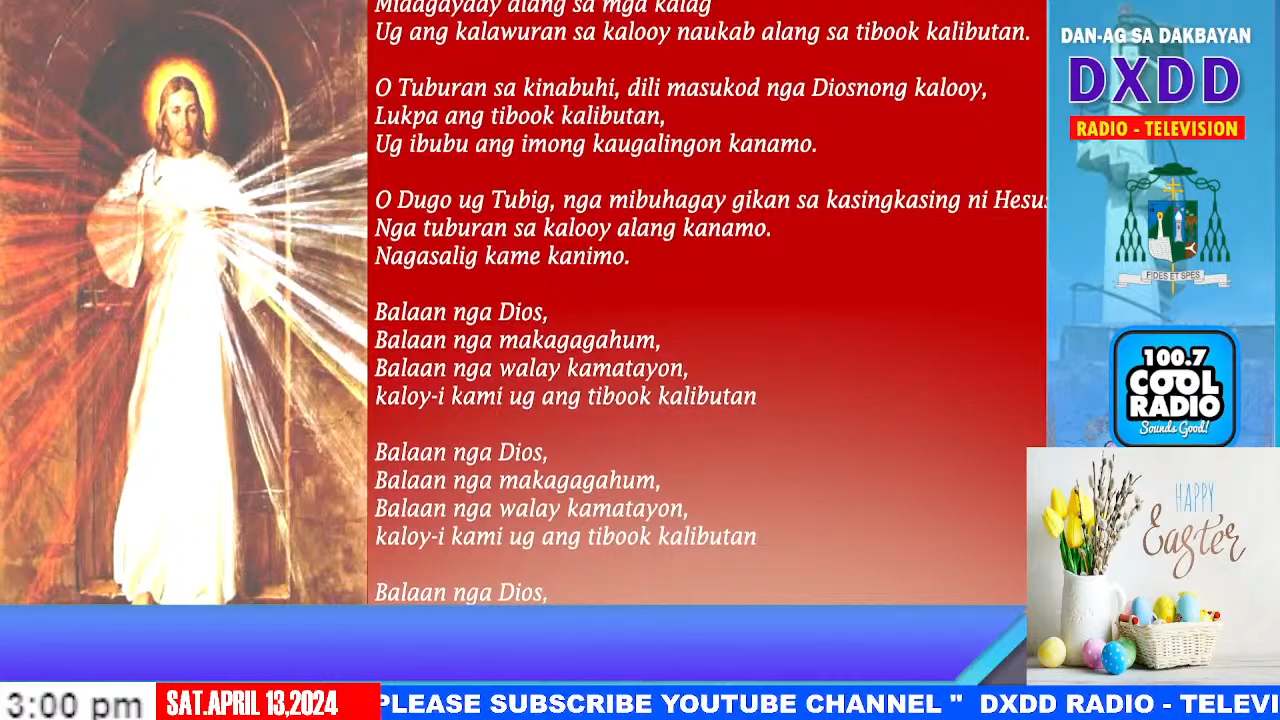 Midagayday alang sa mga kalag
Ug ang kalawuran sa kalooy naukab alang sa tibook kalibutan.
O Tuburan sa kinabuhi, dili masukod nga Diosnong kalooy,
Lukpa ang tibook kalibutan,
Ug ibubu ang imong kaugalingon kanamo.
O Dugo ug Tubig, nga mibuhagay gikan sa kasingkasing ni Hesus
Nga tuburan sa kalooy alang kanamo.
Nagasalig kame kanimo.
Balaan nga Dios,
Balaan nga makagagahum,
Balaan nga walay kamatayon,
kaloy-i kami ug ang tibook kalibutan
Balaan nga Dios,
Balaan nga makagagahum,
Balaan nga walay kamatayon,
kaloy-i kami ug ang tibook kalibutan
Balaan nga Dios,
DAN-AG SA DAKBAYAN
DXDD
RADIO - TELEVISION
FIDES ET SPES
100.7
COOL
RADIO
Sounds Good!
HAPPY
Easter
3:00 pm
SAT.APRIL 13,2024
PLEASE SUBSCRIBE YOUTUBE CHANNEL " DXDD RADIO - TELEVI